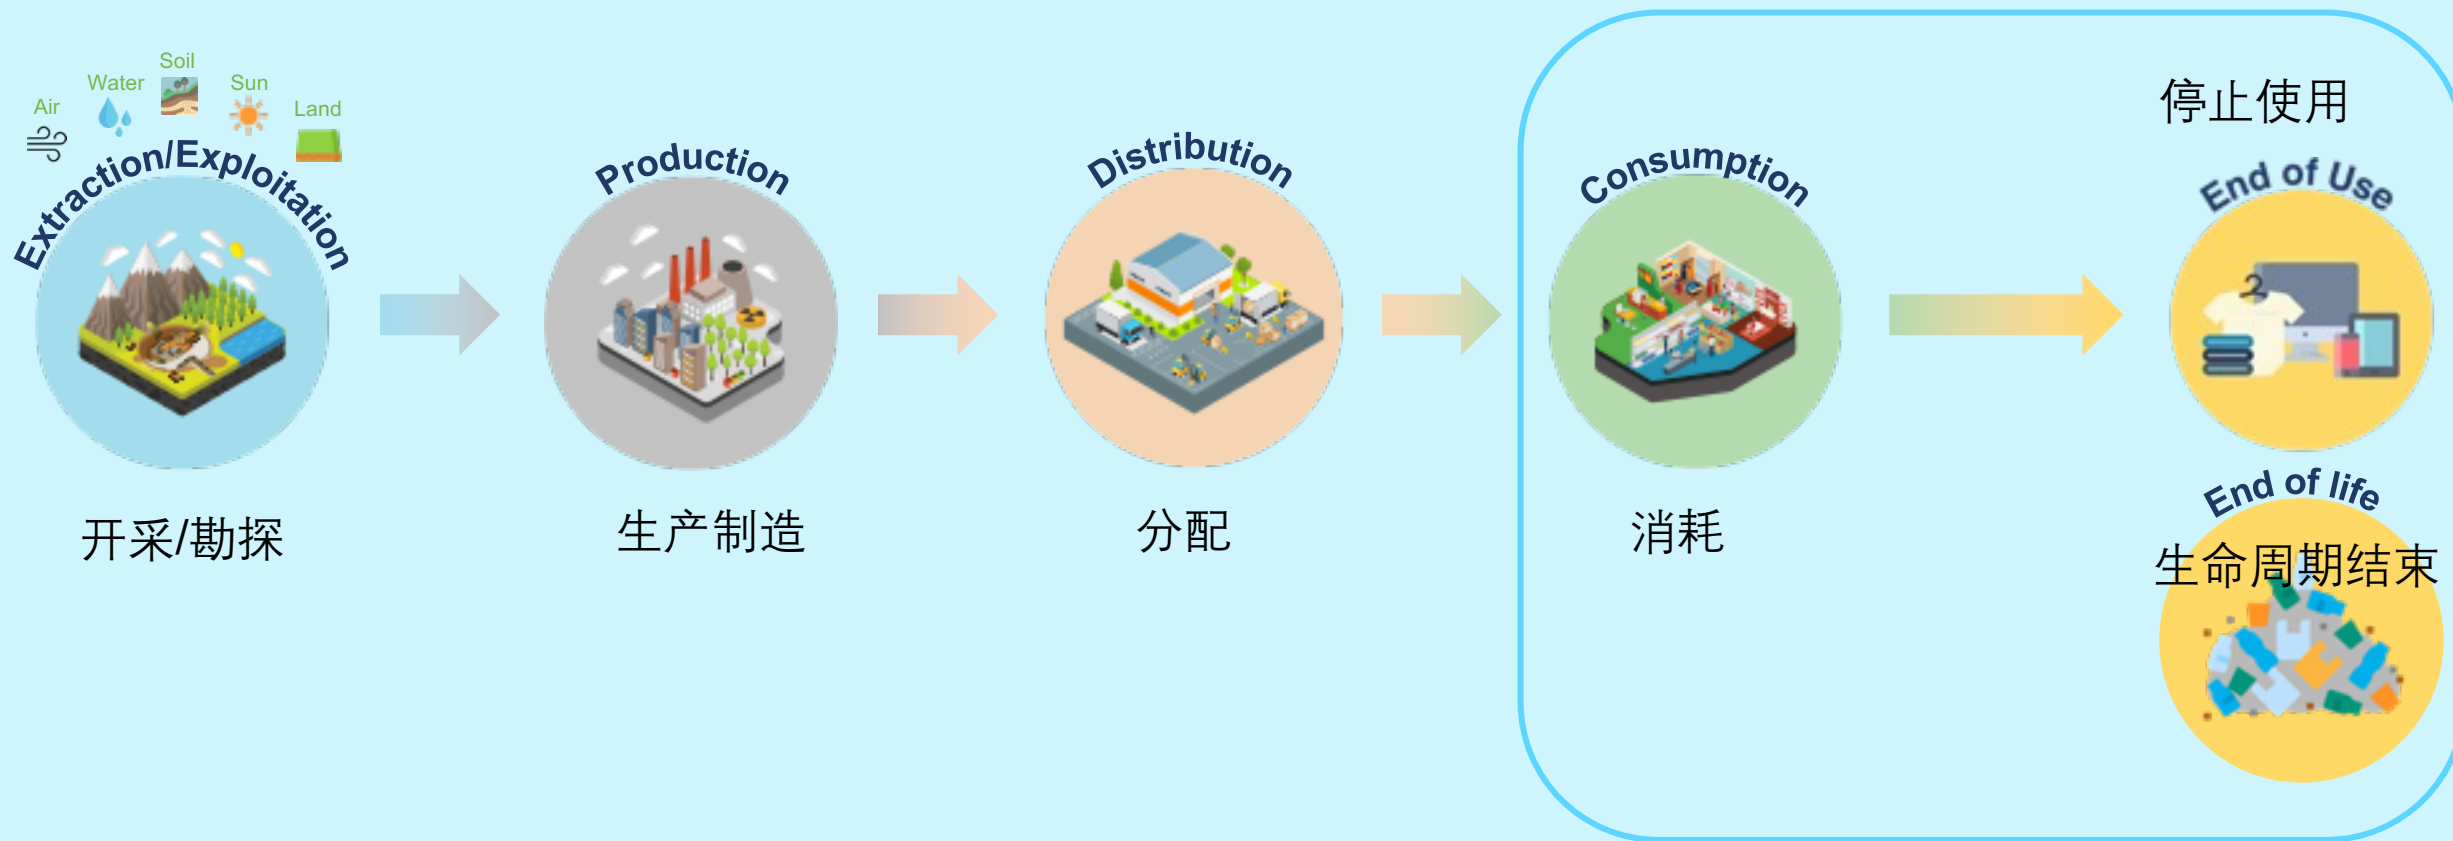 Air
Water
Soil
Sun
Land
Extraction/Exploitation
开采/勘探
Production
生产制造
Distribution
分配
Consumption
消耗
停止使用
End of Use
End of life
生命周期结束